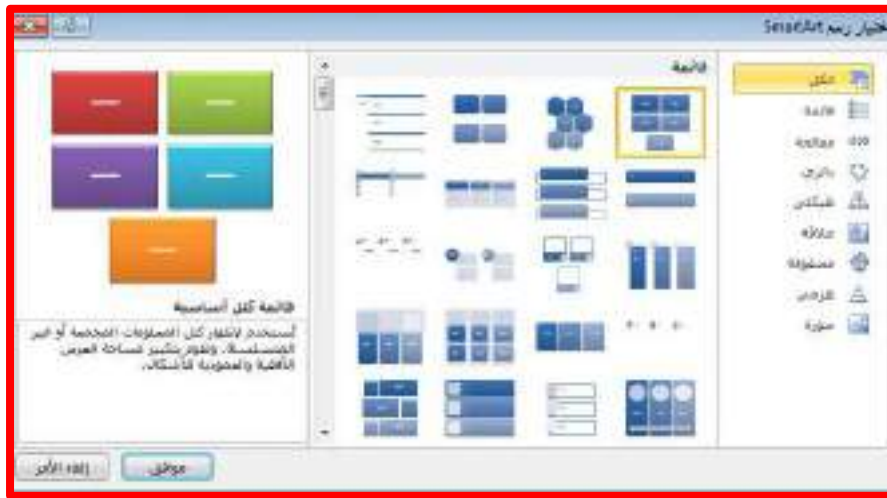 اختيار رسم SmartArt
الكل
قائمة
معالجة
دائري
هيكلي
علاقة
مصفوفة
هرمي
صورة
قائمة
قائمة كتل أساسية
تُستخدم لإظهار كتل المعلومات المجمعة أو غير
المتسلسلة. وتقوم بتكبير مساحة العرض
الأفقية والعمودية للأشكال.
موافق
إلغاء الأمر